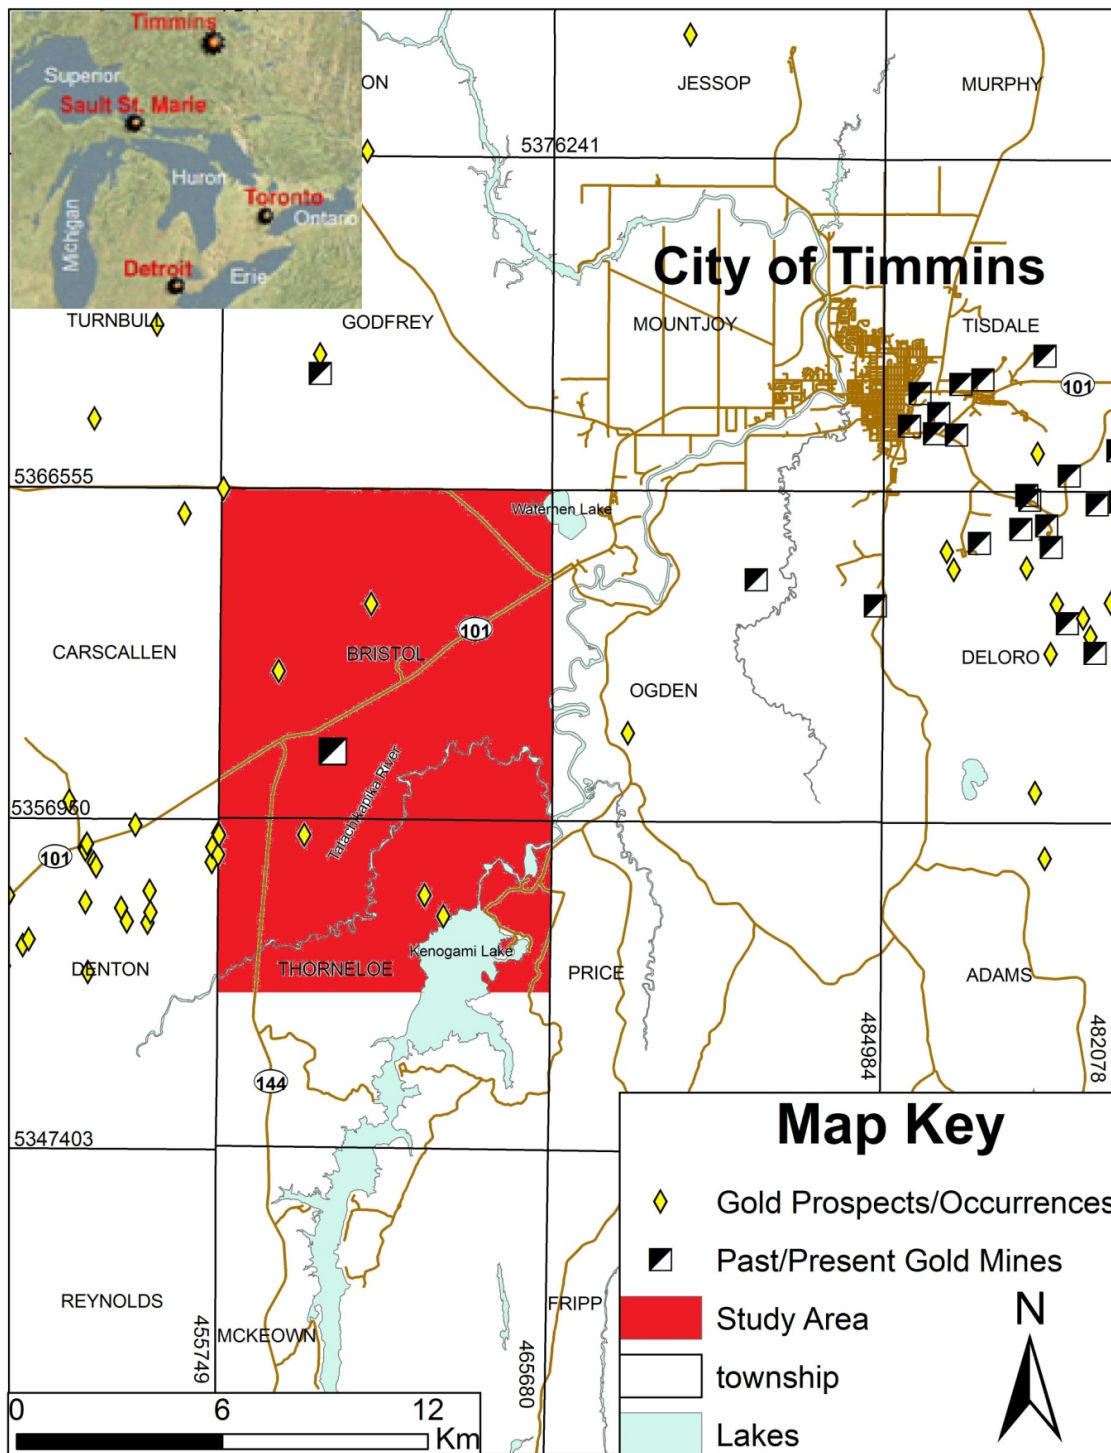 Timmins
Superior
Sault St. Marie
Huron
Michigan
Toronto
Ontario
Detroit
Erie
ON
JESSOP
MURPHY
5376241
City of Timmins
TURNBULL
GODFREY
MOUNTJOY
TISDALE
101
5366555
Waternen Lake
101
CARSCALLEN
BRISTOL
OGDEN
DELORO
Tatachikapika River
5356950
101
Kenogami Lake
DENTON
THORNELOE
PRICE
ADAMS
484984
482078
144
5347403
REYNOLDS
MCKEOWN
FRIPP
455749
465680
Map Key
Gold Prospects/Occurrences
Past/Present Gold Mines
Study Area
township
Lakes
N
0 6 12
Km